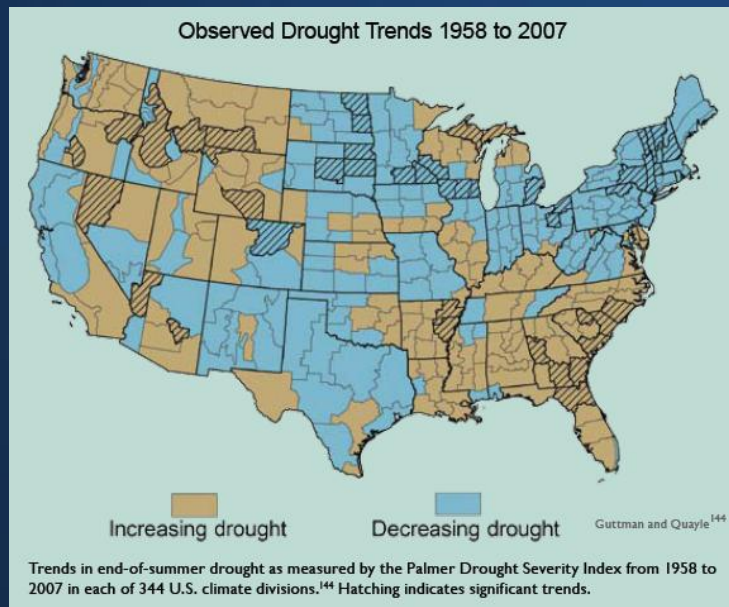 Observed Drought Trends 1958 to 2007
Increasing drought
Decreasing drought
Guttman and Quayle144
Trends in end-of-summer drought as measured by the Palmer Drought Severity Index from 1958 to
2007 in each of 344 U.S. climate divisions.144 Hatching indicates significant trends.